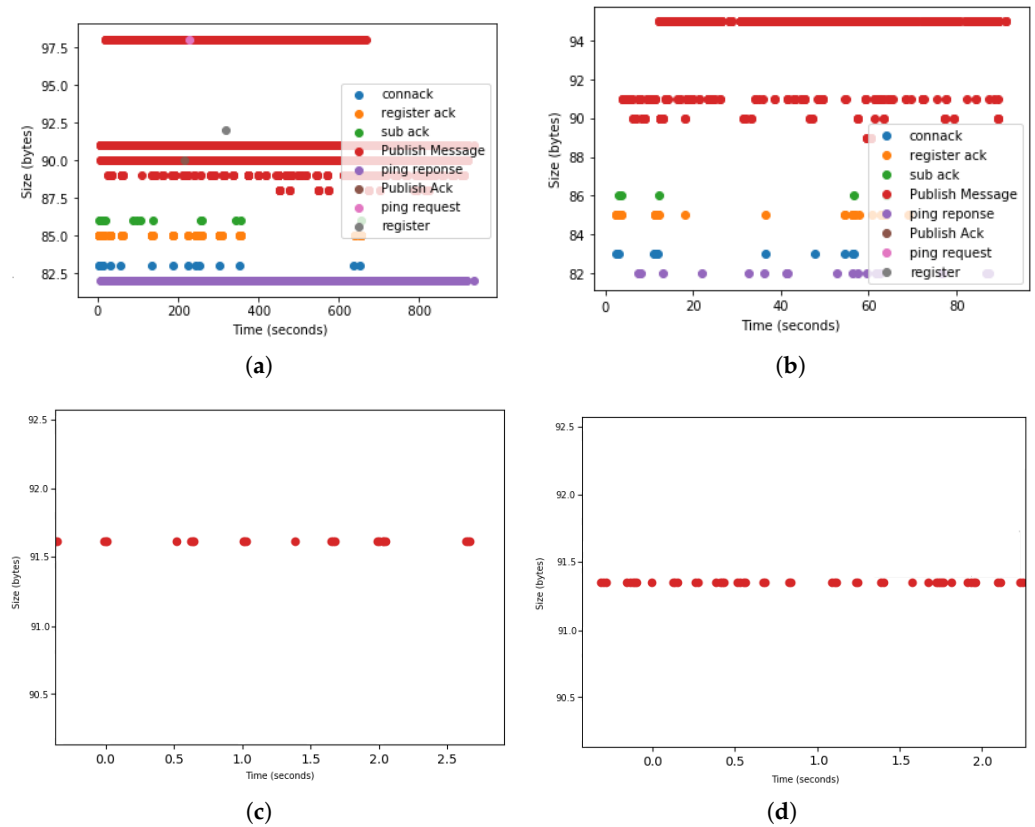 97.5
95.0
92.5
90.0
87.5
85.0
82.5
Size (bytes)
connack
register ack
sub ack
Publish Message
ping reponse
Publish Ack
ping request
register
0 200 400 600 800
Time (seconds)
(a)
94
92
90
88
86
84
82
Size (bytes)
connack
register ack
sub ack
Publish Message
ping reponse
Publish Ack
ping request
register
0 20 40 60 80
Time (seconds)
(b)
92.5
92.0
91.5
91.0
90.5
Size (bytes)
0.0 0.5 1.0 1.5 2.0 2.5
Time (seconds)
(c)
92.5
92.0
91.5
91.0
90.5
Size (bytes)
0.0 0.5 1.0 1.5 2.0
Time (seconds)
(d)